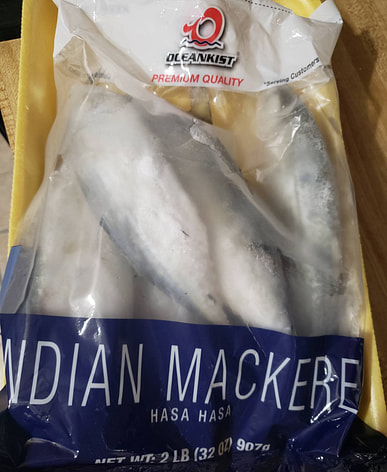 OCEANKIST
PREMIUM QUALITY
*Serving Customers
NDIAN MACKERE
HASA HASA
NET WT: 2 LB (32 OZ) 907g